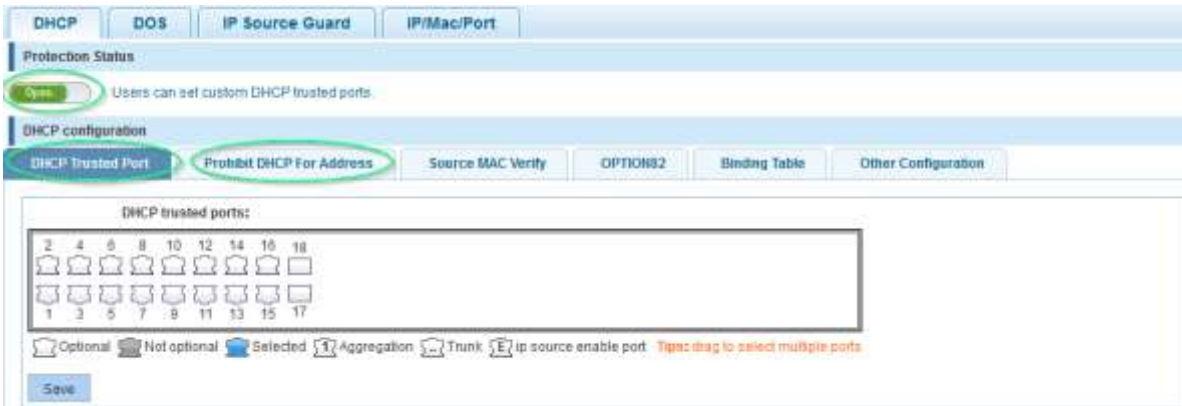 DHCP DOS IP Source Guard IP/Mac/Port
Protection Status
Open Users can set custom DHCP trusted ports.
DHCP configuration
DHCP Trusted Port Prohibit DHCP For Address Source MAC Verify OPTION82 Binding Table Other Configuration
DHCP trusted ports:
2 4 6 8 10 12 14 16 18
1 3 5 7 9 11 13 15 17
Optional Not optional Selected 1 Aggregation ... Trunk E ip source enable port Tips: drag to select multiple ports
Save